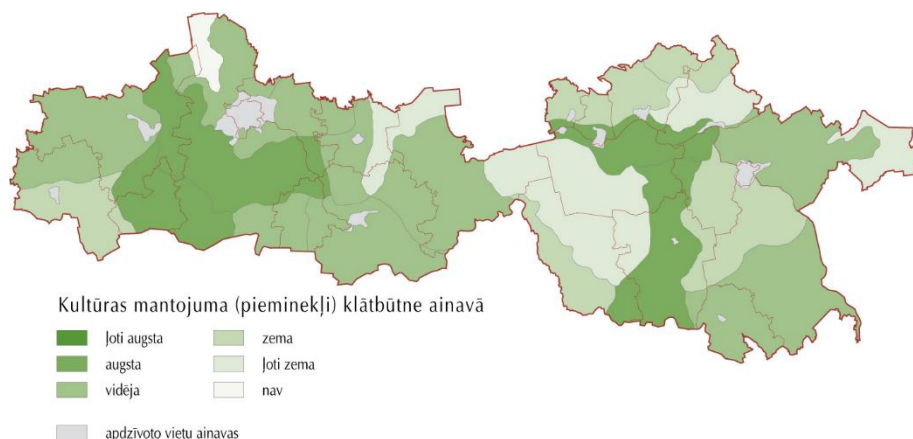 Kultūras mantojuma (pieminekļi) klātbūtne ainavā
ļoti augsta
augsta
vidēja
zema
ļoti zema
nav
apdzīvoto vietu ainavas